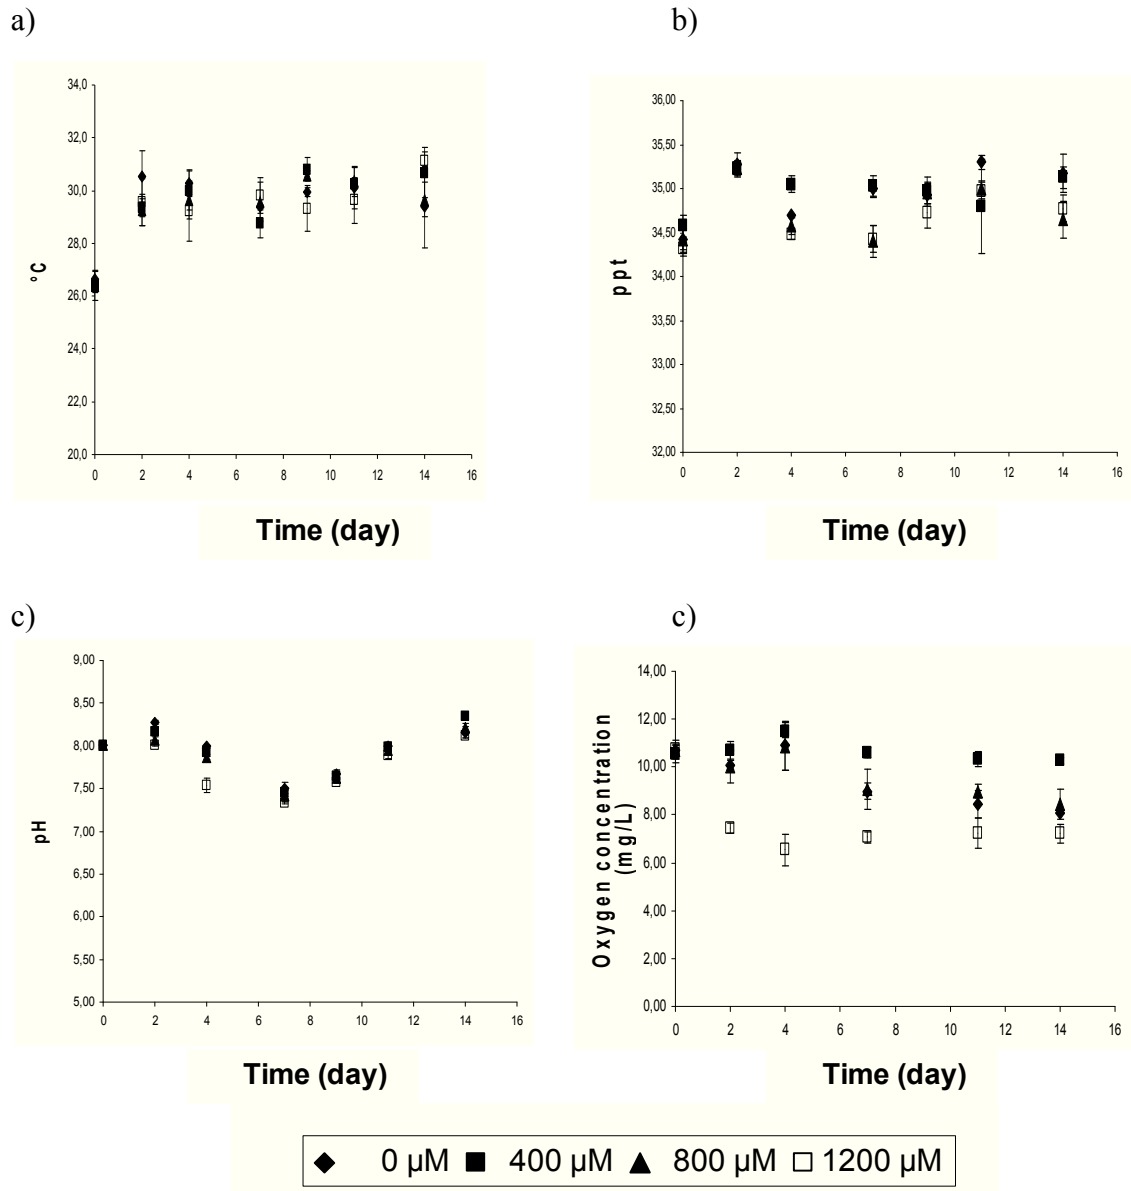 a)
b)
34,0
32,0
30,0
28,0
26,0
24,0
22,0
20,0
°C
0 2 4 6 8 10 12 14 16
Time (day)
36,00
35,50
35,00
34,50
34,00
33,50
33,00
32,50
32,00
ppt
0 2 4 6 8 10 12 14 16
Time (day)
c)
c)
9,00
8,50
8,00
7,50
7,00
6,50
6,00
5,50
5,00
pH
0 2 4 6 8 10 12 14 16
Time (day)
14,00
12,00
10,00
8,00
6,00
4,00
2,00
0,00
Oxygen concentration
(mg/L)
0 2 4 6 8 10 12 14 16
Time (day)
0 µM 400 µM 800 µM 1200 µM